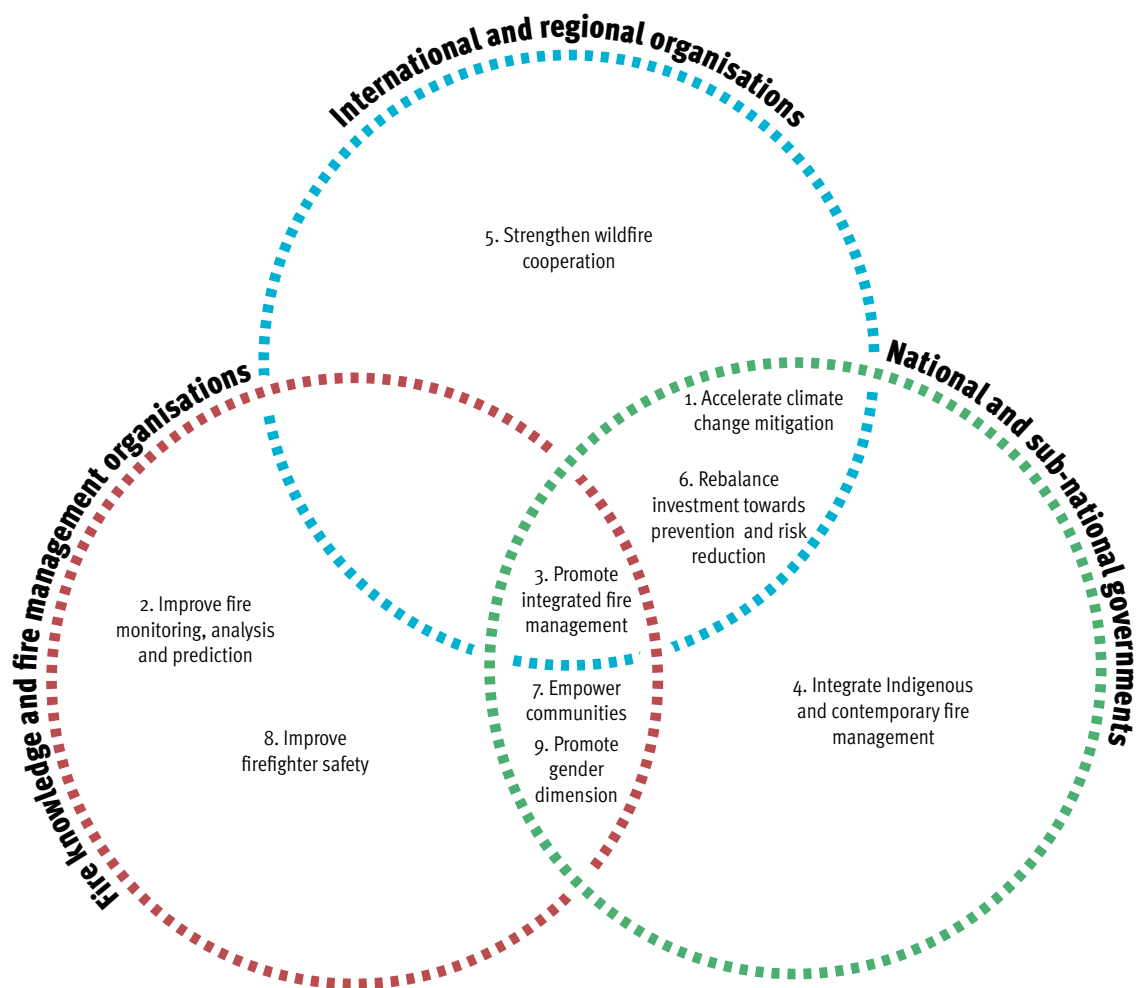 International and regional organisations
5. Strengthen wildfire
cooperation
National and sub-national governments
1. Accelerate climate
change mitigation
6. Rebalance
investment towards
prevention and risk
reduction
Fire knowledge and fire management organisations
3. Promote
integrated fire
management
2. Improve fire
monitoring, analysis
and prediction
7. Empower
communities
4. Integrate Indigenous
and contemporary fire
management
8. Improve
firefighter safety
9. Promote
gender
dimension